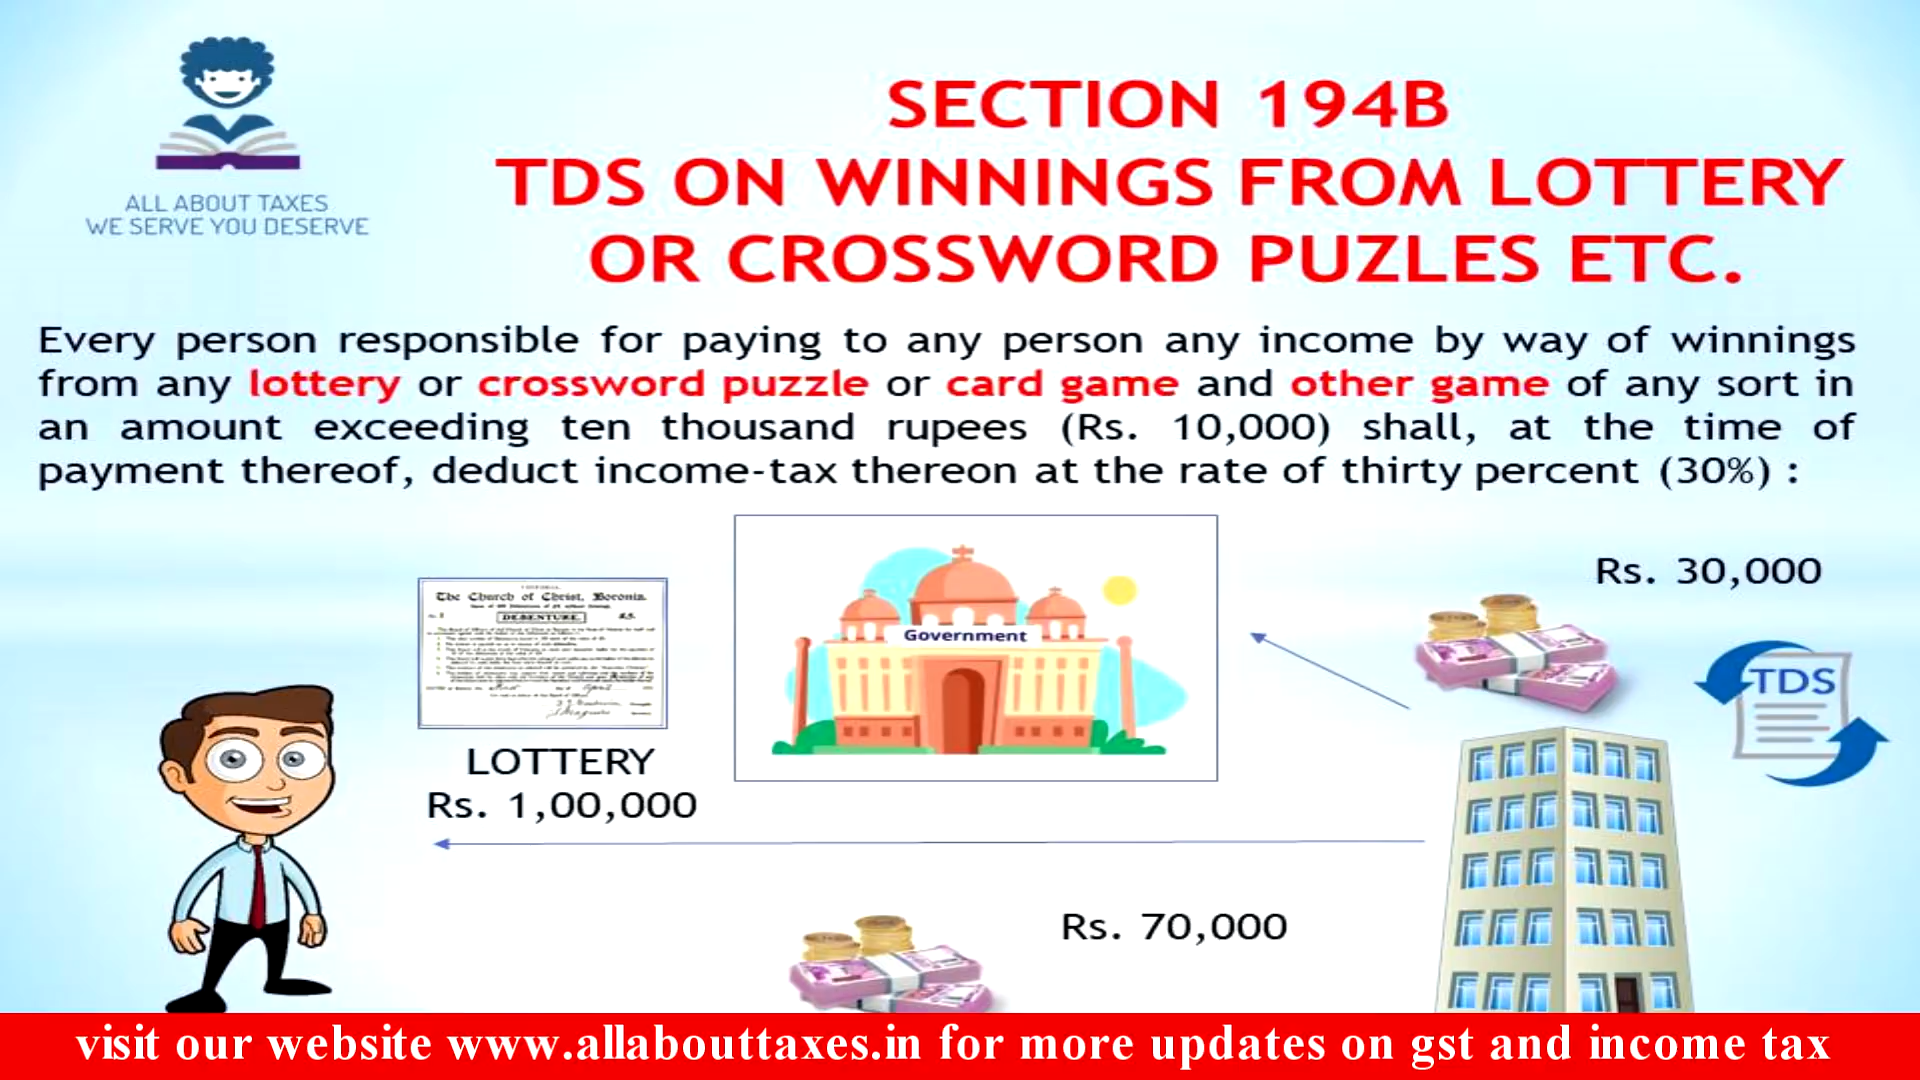 ALL ABOUT TAXES
WE SERVE YOU DESERVE
SECTION 194B
TDS ON WINNINGS FROM LOTTERY
OR CROSSWORD PUZLES ETC.
Every person responsible for paying to any person any income by way of winnings
from any lottery or crossword puzzle or card game and other game of any sort in
an amount exceeding ten thousand rupees (Rs. 10,000) shall, at the time of
payment thereof, deduct income-tax thereon at the rate of thirty percent (30%) :
The Church of Christ, Boronia.
DEBENTURE.
LOTTERY
Rs. 1,00,000
Government
Rs. 30,000
TDS
Rs. 70,000
visit our website www.allabouttaxes.in for more updates on gst and income tax